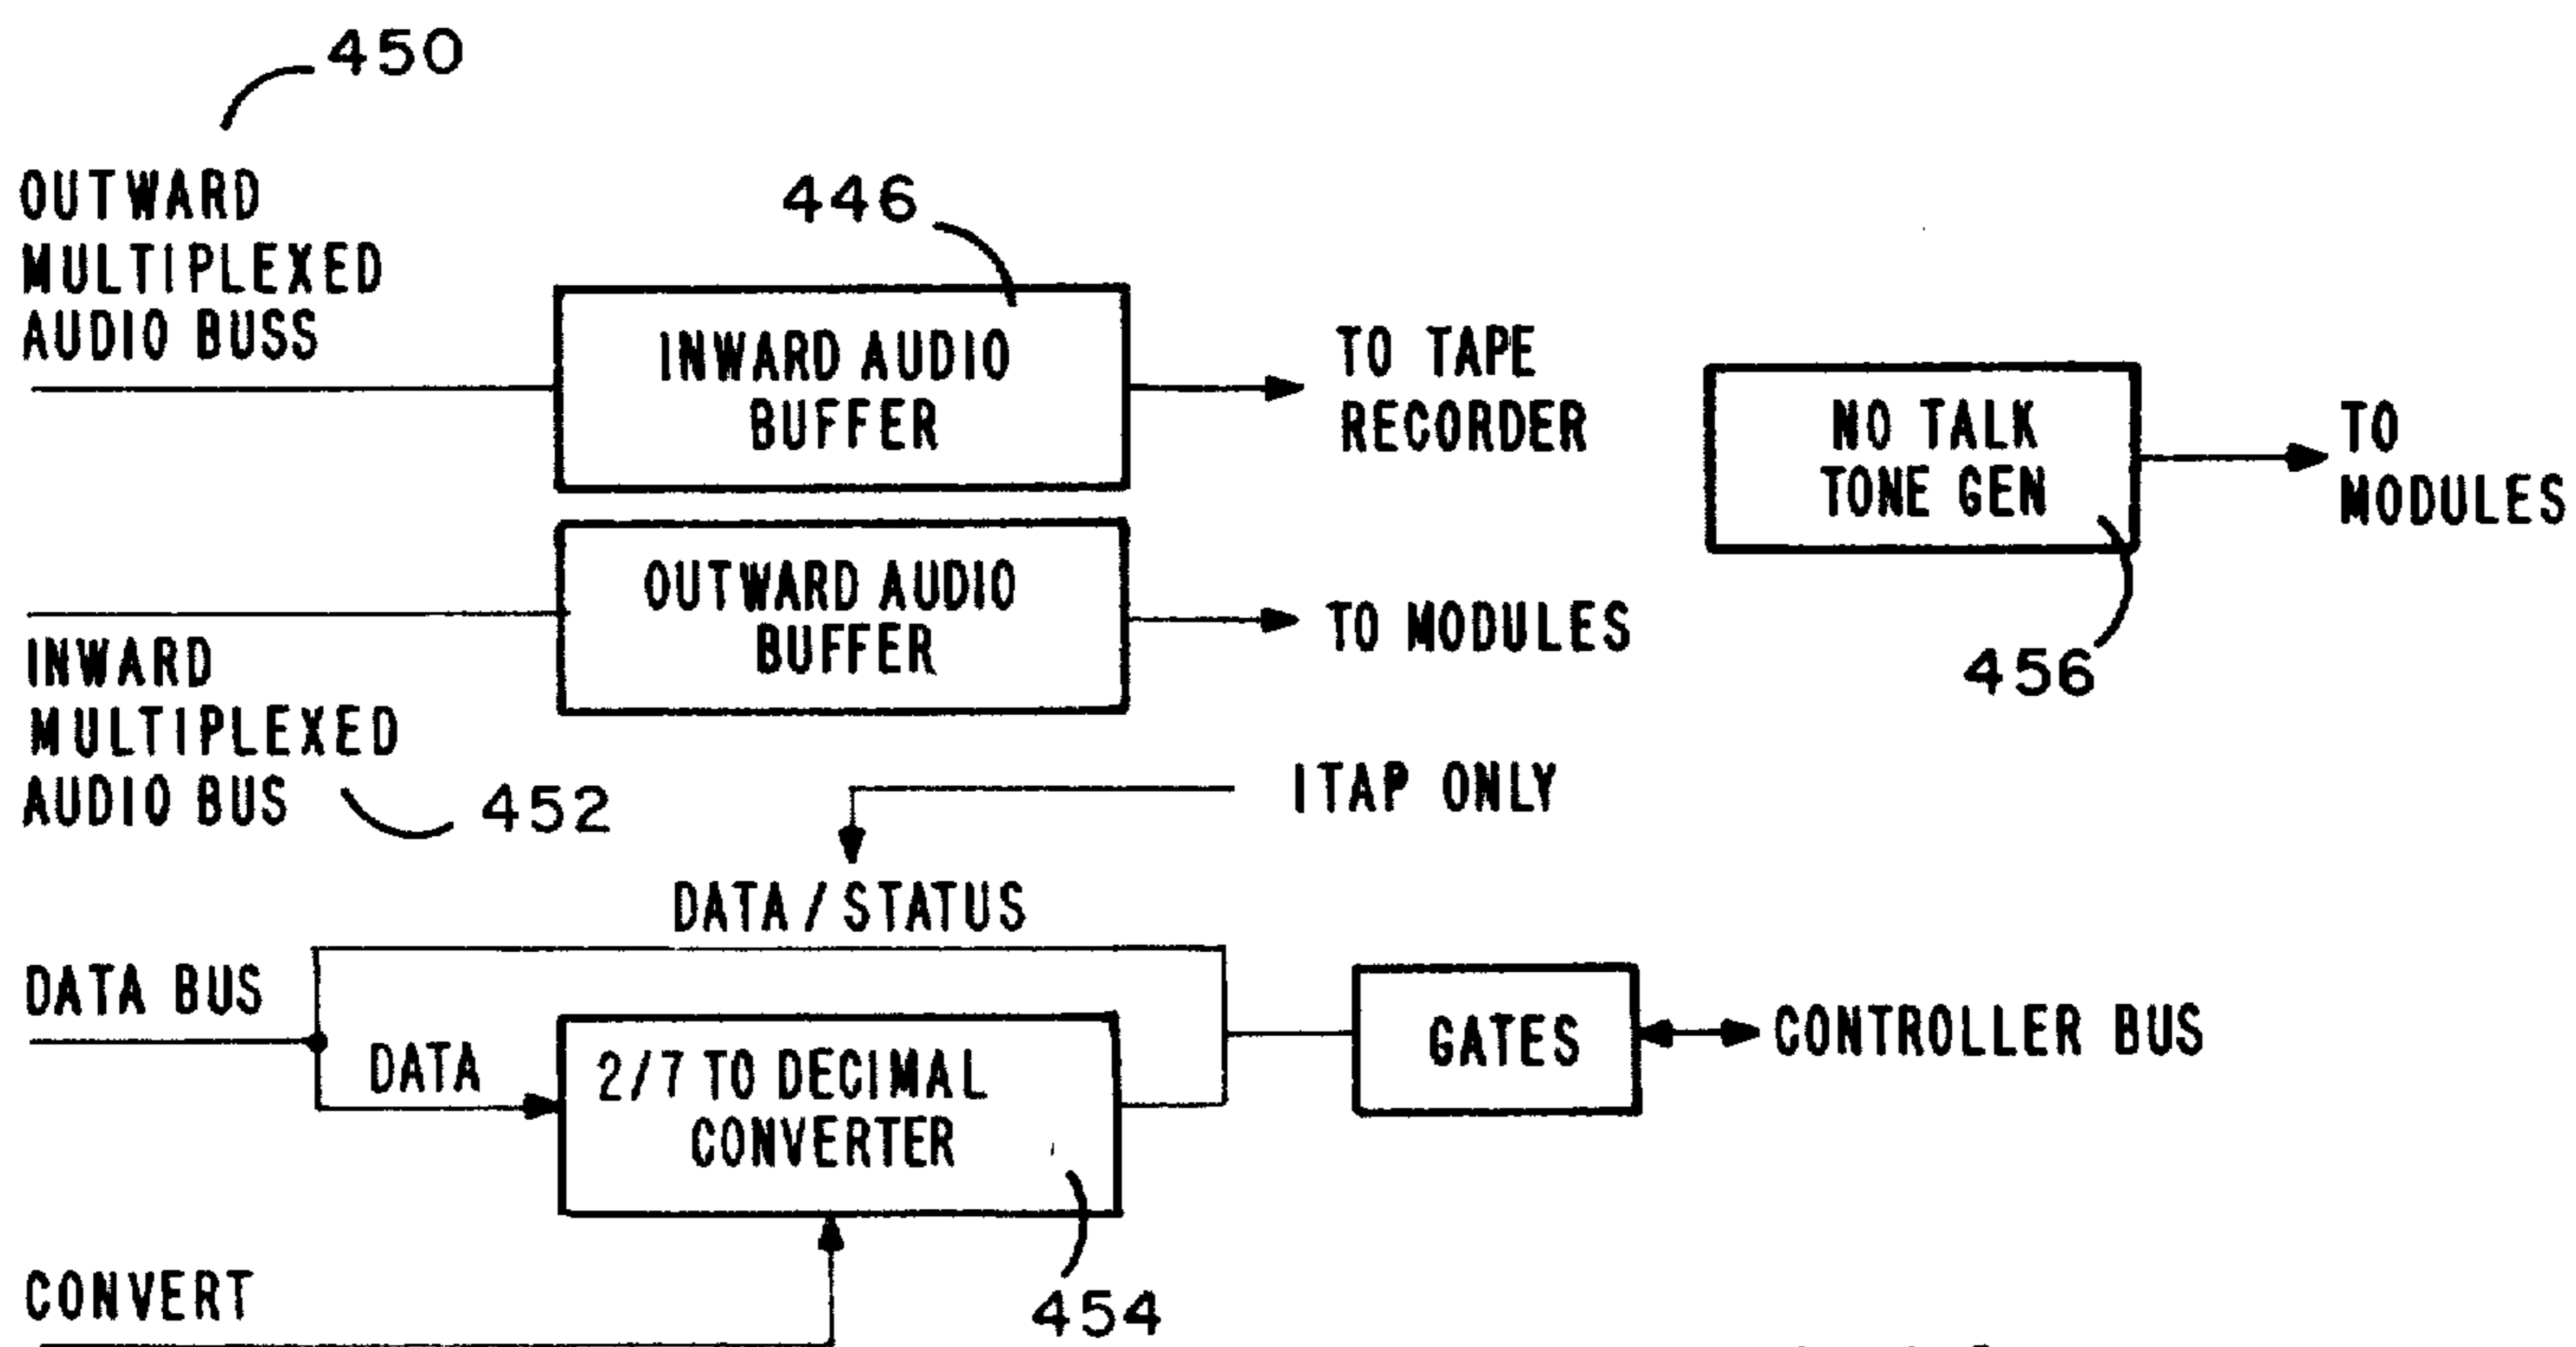 450
OUTWARD
MULTIPLEXED
AUDIO BUSS
446
INWARD AUDIO
BUFFER
TO TAPE
RECORDER
NO TALK
TONE GEN
TO
MODULES
456
OUTWARD AUDIO
BUFFER
TO MODULES
INWARD
MULTIPLEXED
AUDIO BUS
452
ITAP ONLY
DATA / STATUS
DATA BUS
DATA
2/7 TO DECIMAL
CONVERTER
454
GATES
CONTROLLER BUS
CONVERT